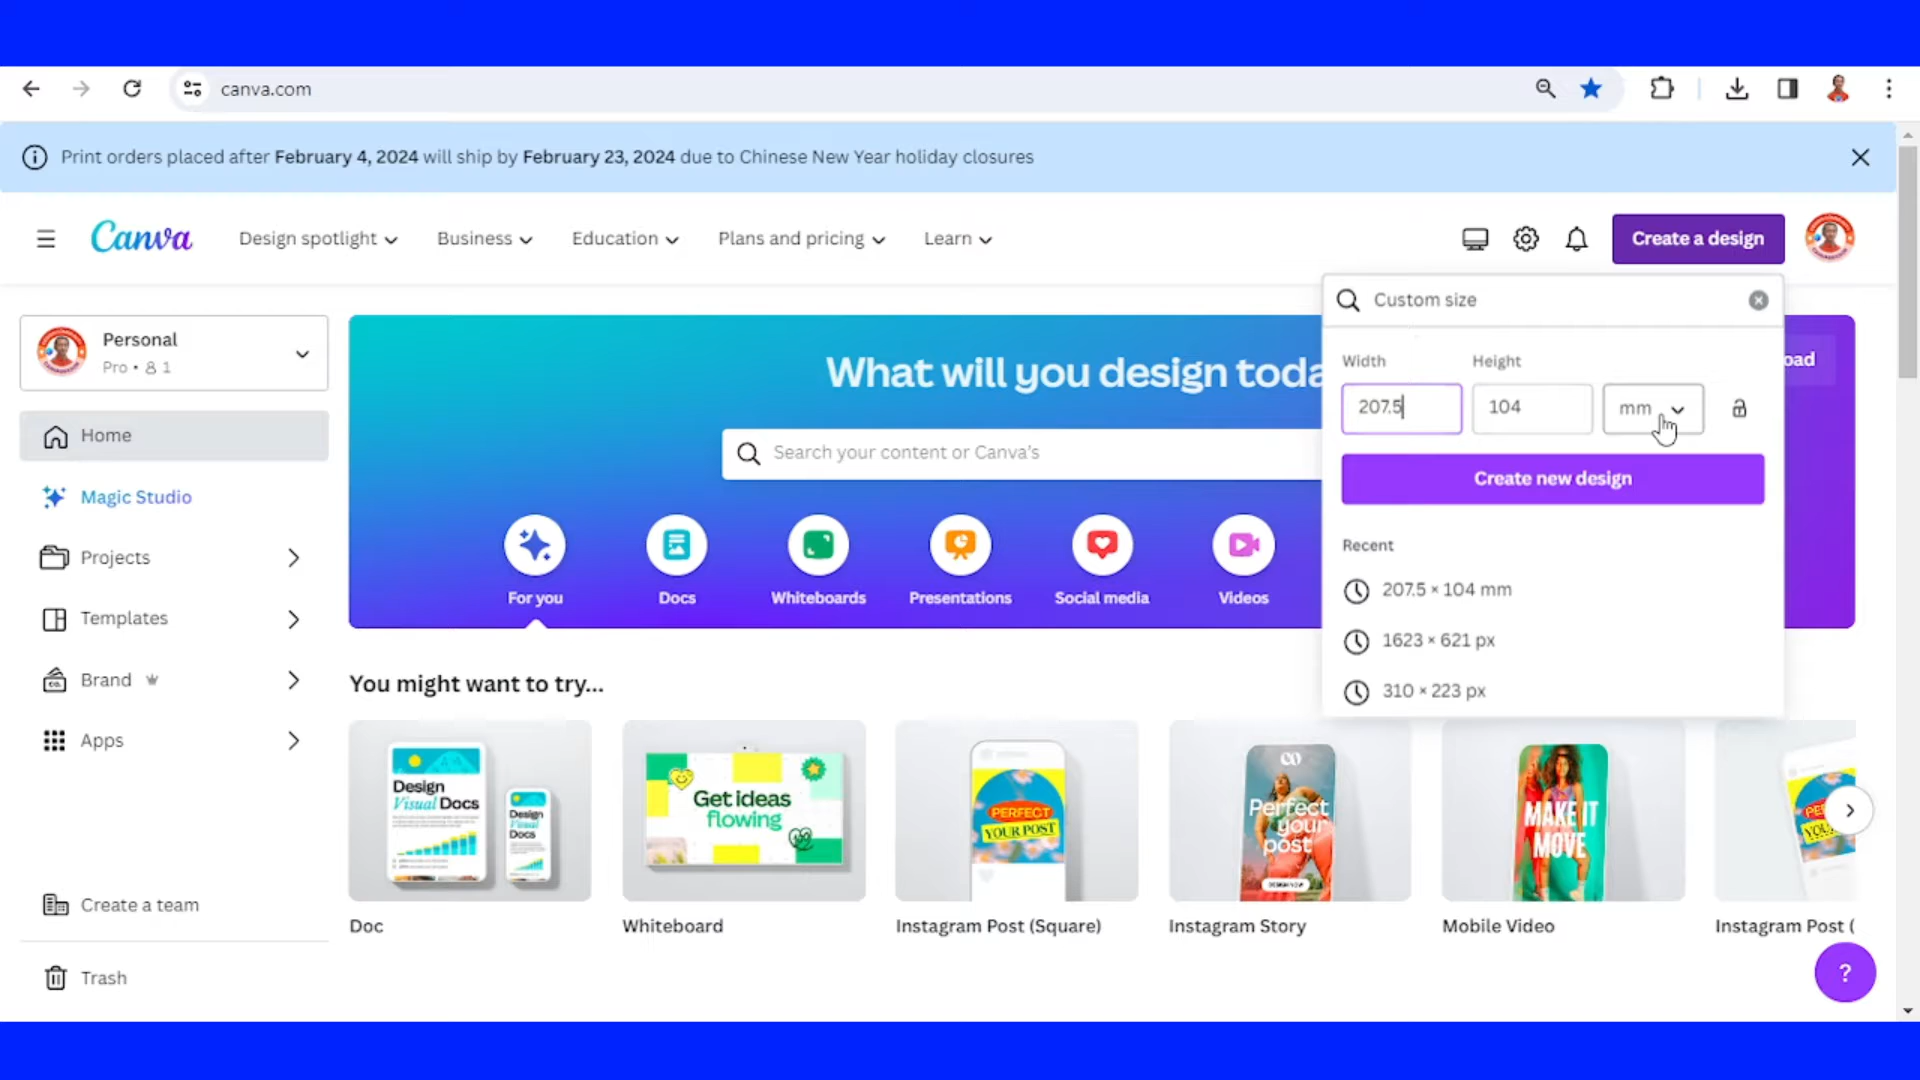 canva.com
Print orders placed after February 4, 2024 will ship by February 23, 2024 due to Chinese New Year holiday closures
Canva
Design spotlight
Business
Education
Plans and pricing
Learn
Create a design
Custom size
Width
Height
207.5
104
mm
Create new design
Recent
207.5 × 104 mm
1623 × 621 px
310 × 223 px
Personal
Pro • 1
Home
Magic Studio
Projects
Templates
Brand
Apps
Create a team
Trash
What will you design toda
oad
Search your content or Canva's
For you
Docs
Whiteboards
Presentations
Social media
Videos
You might want to try...
Design
Visual Docs
Design
Visual
Docs
Get ideas
flowing
PERFECT
YOUR POST
Perfect
your
post
DESIGN NOW
MAKE IT
MOVE
Doc
Whiteboard
Instagram Post (Square)
Instagram Story
Mobile Video
Instagram Post (
?